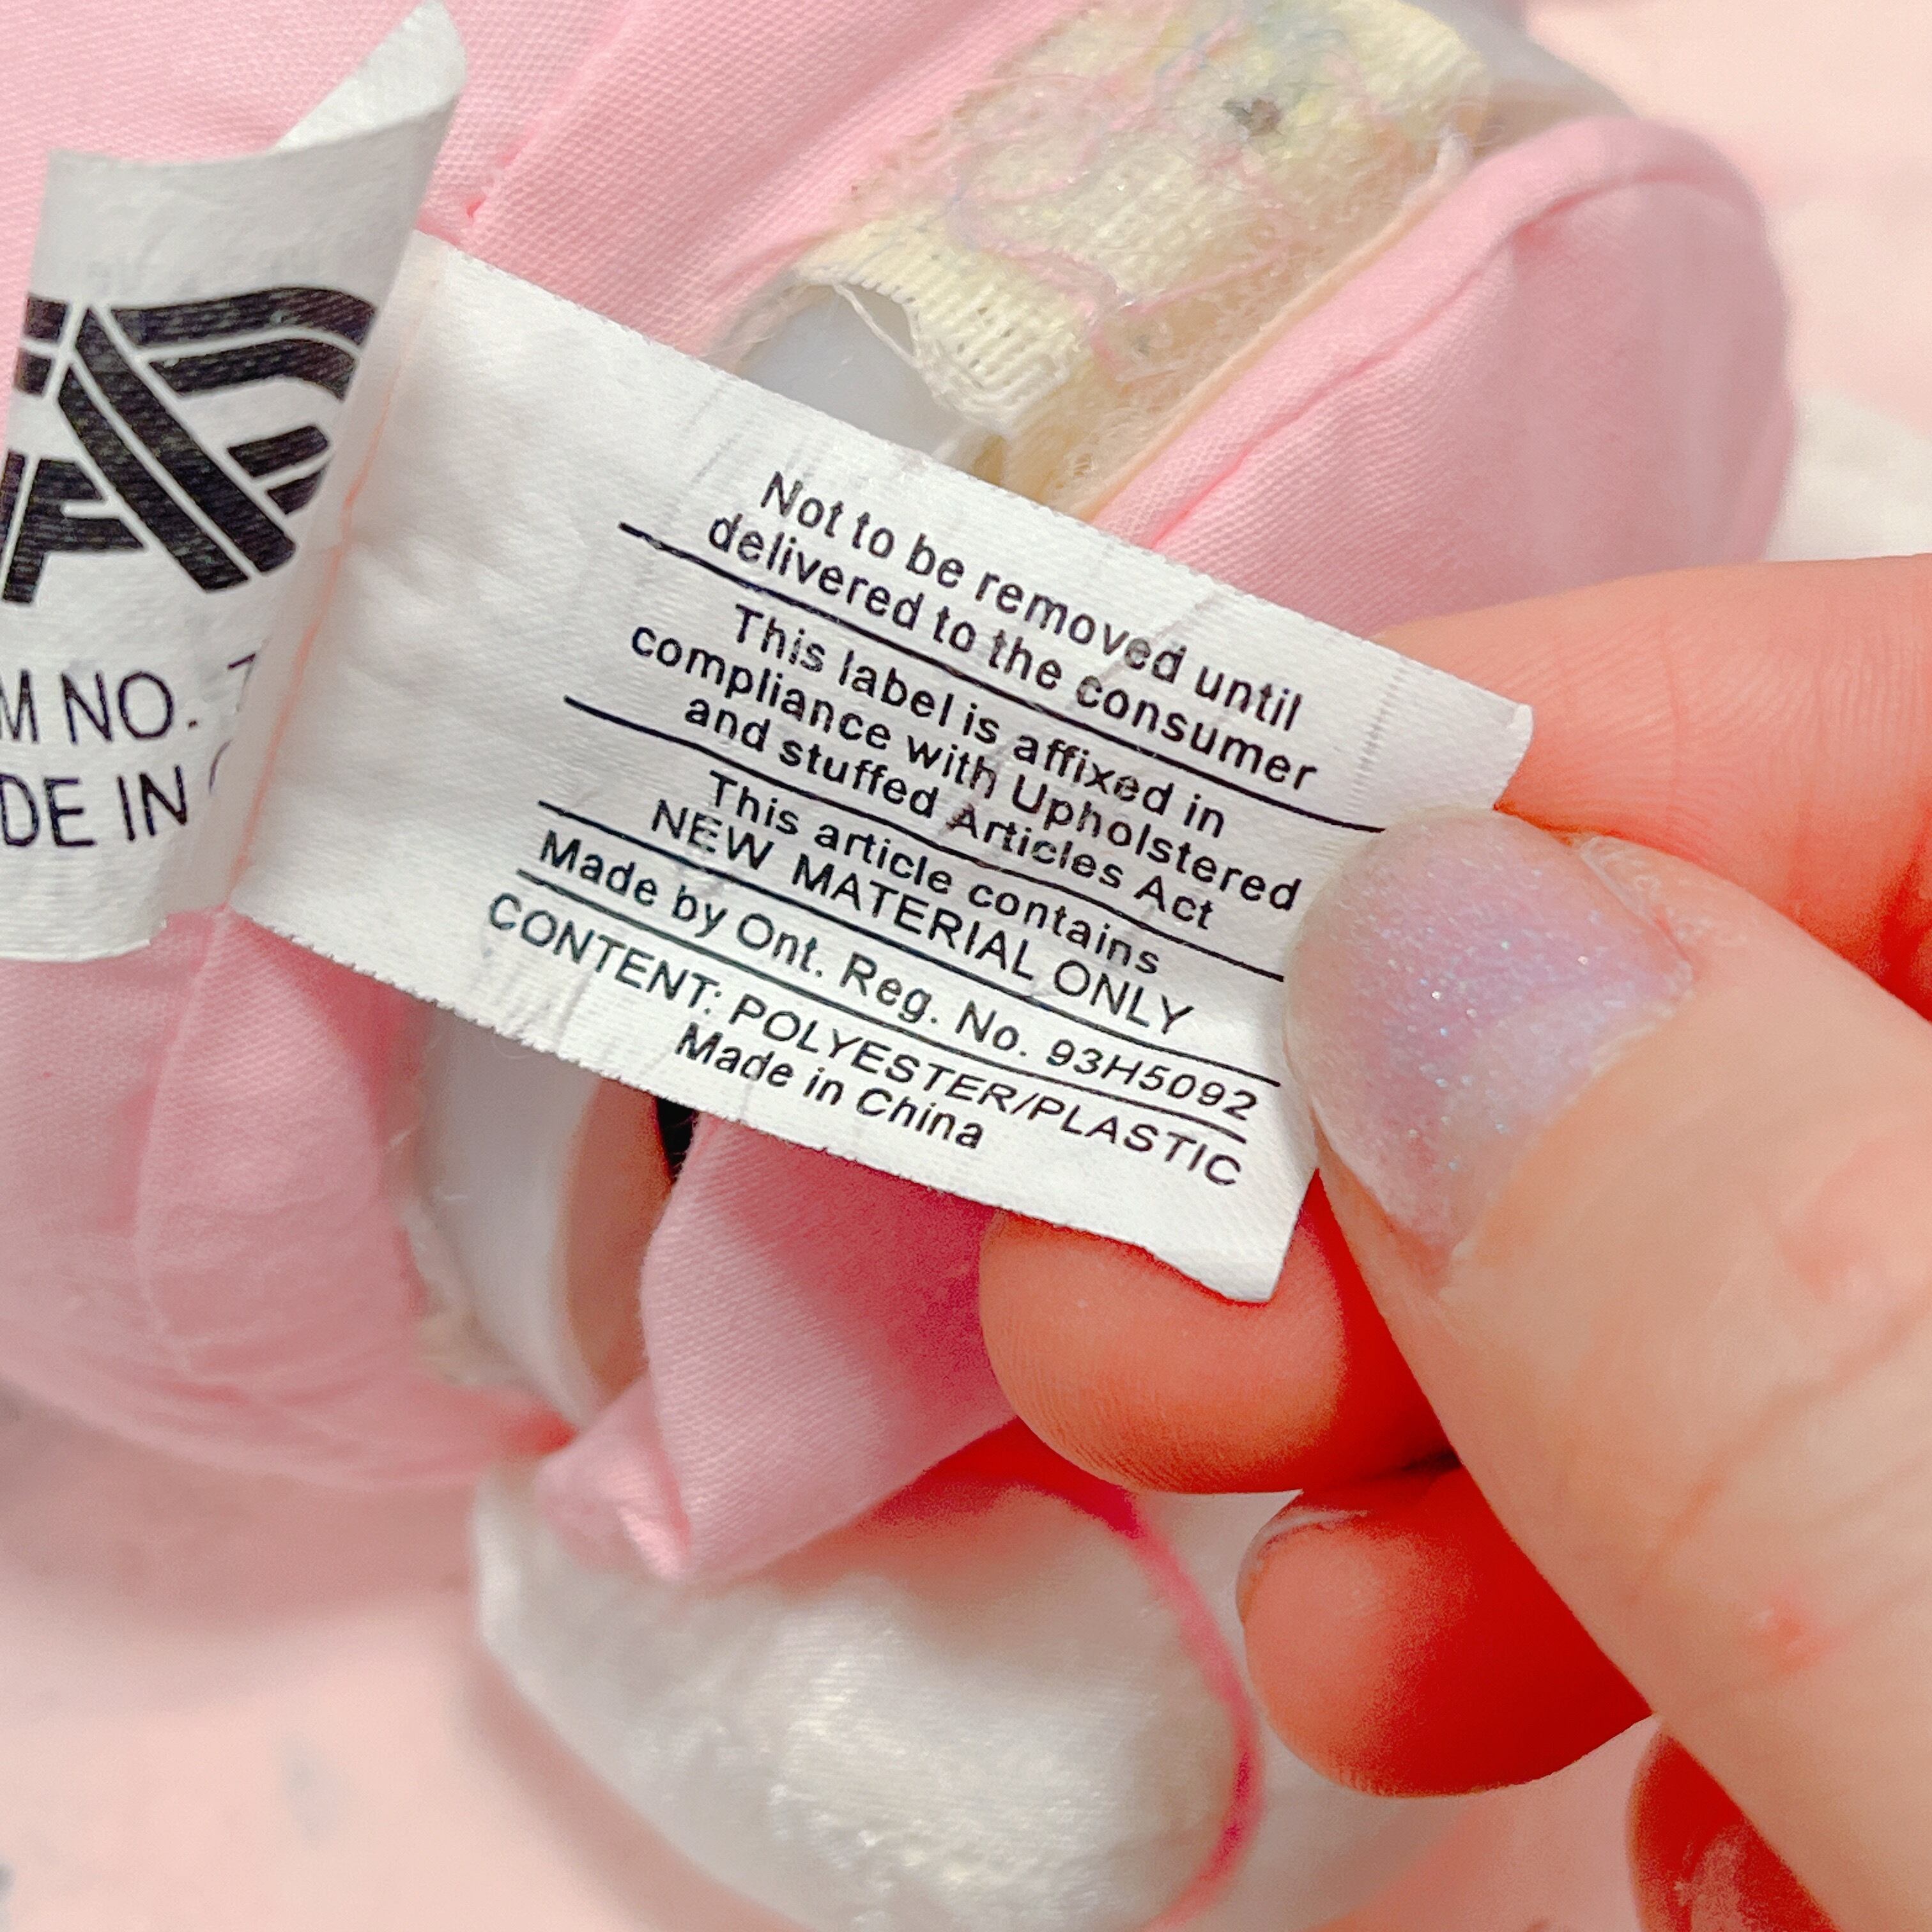 M NO.
DE IN
Not to be removed until
delivered to the consumer
This label is affixed in
compliance with Upholstered
and stuffed Articles Act
This article contains
NEW MATERIAL ONLY
Made by Ont. Reg. No. 93H5092
CONTENT: POLYESTER/PLASTIC
Made in China